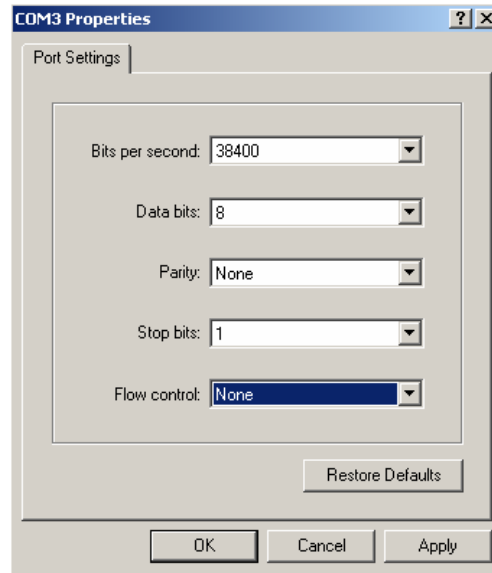 COM3 Properties
Port Settings
Bits per second: 38400
Data bits: 8
Parity: None
Stop bits: 1
Flow control: None
Restore Defaults
OK Cancel Apply